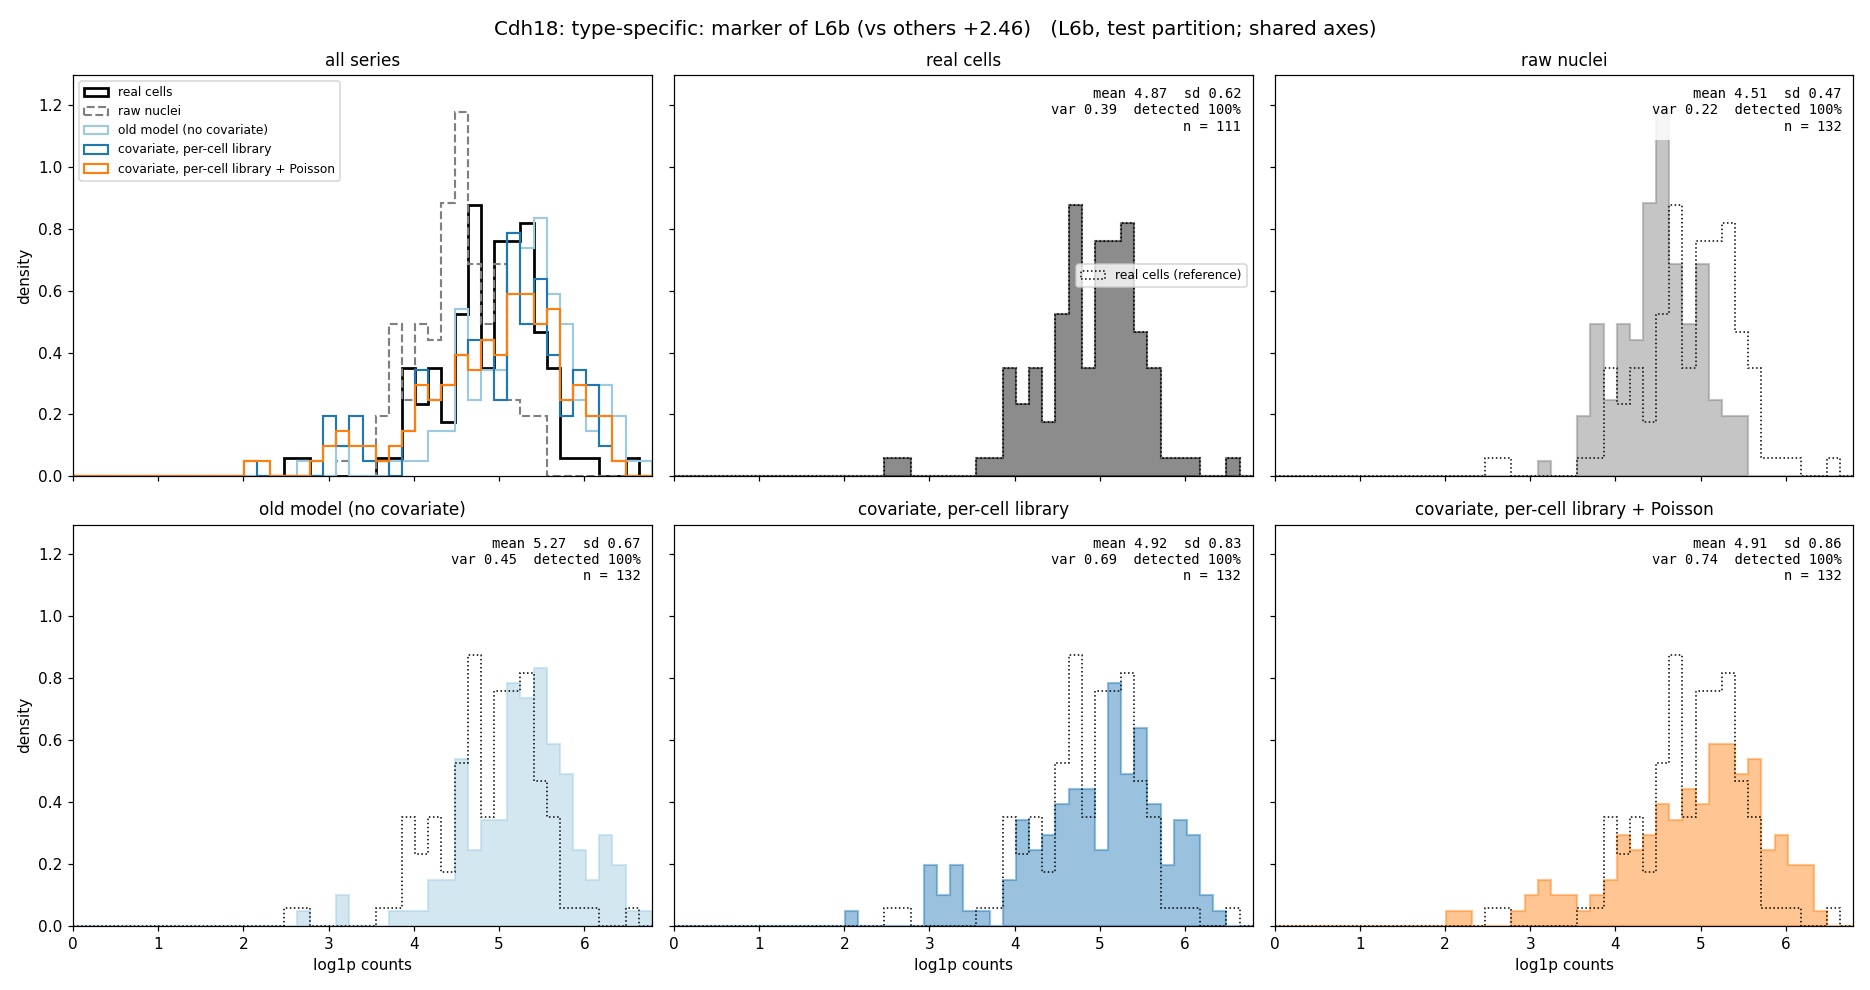 Cdh18: type-specific: marker of L6b (vs others +2.46)   (L6b, test partition; shared axes)
all series
real cells
raw nuclei
old model (no covariate)
covariate, per-cell library
covariate, per-cell library + Poisson
density
0.0
0.2
0.4
0.6
0.8
1.0
1.2
real cells
mean 4.87  sd 0.62
var 0.39  detected 100%
n = 111
real cells (reference)
raw nuclei
mean 4.51  sd 0.47
var 0.22  detected 100%
n = 132
old model (no covariate)
mean 5.27  sd 0.67
var 0.45  detected 100%
n = 132
density
0.0
0.2
0.4
0.6
0.8
1.0
1.2
0 1 2 3 4 5 6
log1p counts
covariate, per-cell library
mean 4.92  sd 0.83
var 0.69  detected 100%
n = 132
0 1 2 3 4 5 6
log1p counts
covariate, per-cell library + Poisson
mean 4.91  sd 0.86
var 0.74  detected 100%
n = 132
0 1 2 3 4 5 6
log1p counts